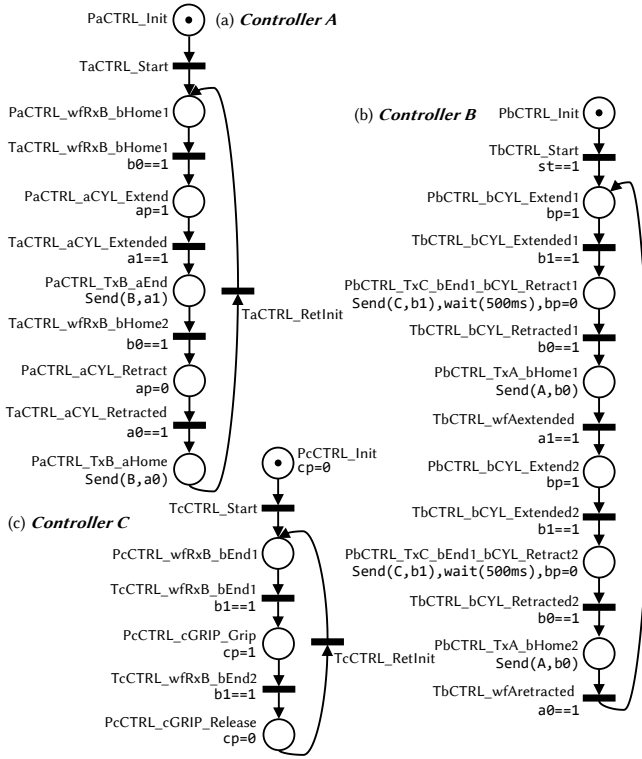 (a) Controller A
PaCTRL_Init
TaCTRL_Start
PaCTRL_wfRxB_bHome1
TaCTRL_wfRxB_bHome1
b0==1
PaCTRL_aCYL_Extend
ap=1
TaCTRL_aCYL_Extended
a1==1
PaCTRL_TxB_aEnd
Send(B,a1)
TaCTRL_RetInit
TaCTRL_wfRxB_bHome2
b0==1
PaCTRL_aCYL_Retract
ap=0
TaCTRL_aCYL_Retracted
a0==1
PaCTRL_TxB_aHome
Send(B,a0)
(b) Controller B
PbCTRL_Init
TbCTRL_Start
st==1
PbCTRL_bCYL_Extend1
bp=1
TbCTRL_bCYL_Extended1
b1==1
PbCTRL_TxC_bEnd1_bCYL_Retract1
Send(C,b1),wait(500ms),bp=0
TbCTRL_bCYL_Retracted1
b0==1
PbCTRL_TxA_bHome1
Send(A,b0)
TbCTRL_wfAextended
a1==1
PbCTRL_bCYL_Extend2
bp=1
TbCTRL_bCYL_Extended2
b1==1
PbCTRL_TxC_bEnd1_bCYL_Retract2
Send(C,b1),wait(500ms),bp=0
TbCTRL_bCYL_Retracted2
b0==1
PbCTRL_TxA_bHome2
Send(A,b0)
TbCTRL_wfAretracted
a0==1
(c) Controller C
PcCTRL_Init
cp=0
TcCTRL_Start
PcCTRL_wfRxB_bEnd1
TcCTRL_wfRxB_bEnd1
b1==1
PcCTRL_cGRIP_Grip
cp=1
TcCTRL_RetInit
TcCTRL_wfRxB_bEnd2
b1==1
PcCTRL_cGRIP_Release
cp=0